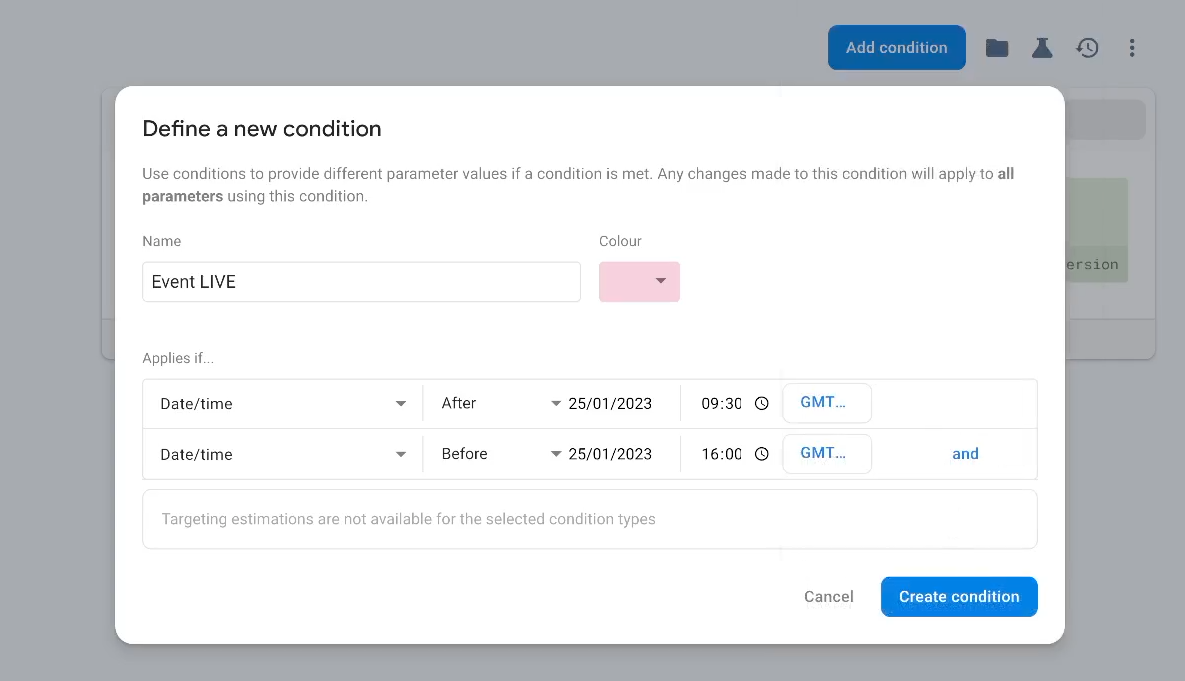 Add condition
Define a new condition
Use conditions to provide different parameter values if a condition is met. Any changes made to this condition will apply to all
parameters using this condition.
Name
Colour
Event LIVE
ersion
Applies if...
Date/time After 25/01/2023 09:30 GMT...
Date/time Before 25/01/2023 16:00 GMT... and
Targeting estimations are not available for the selected condition types
Cancel
Create condition